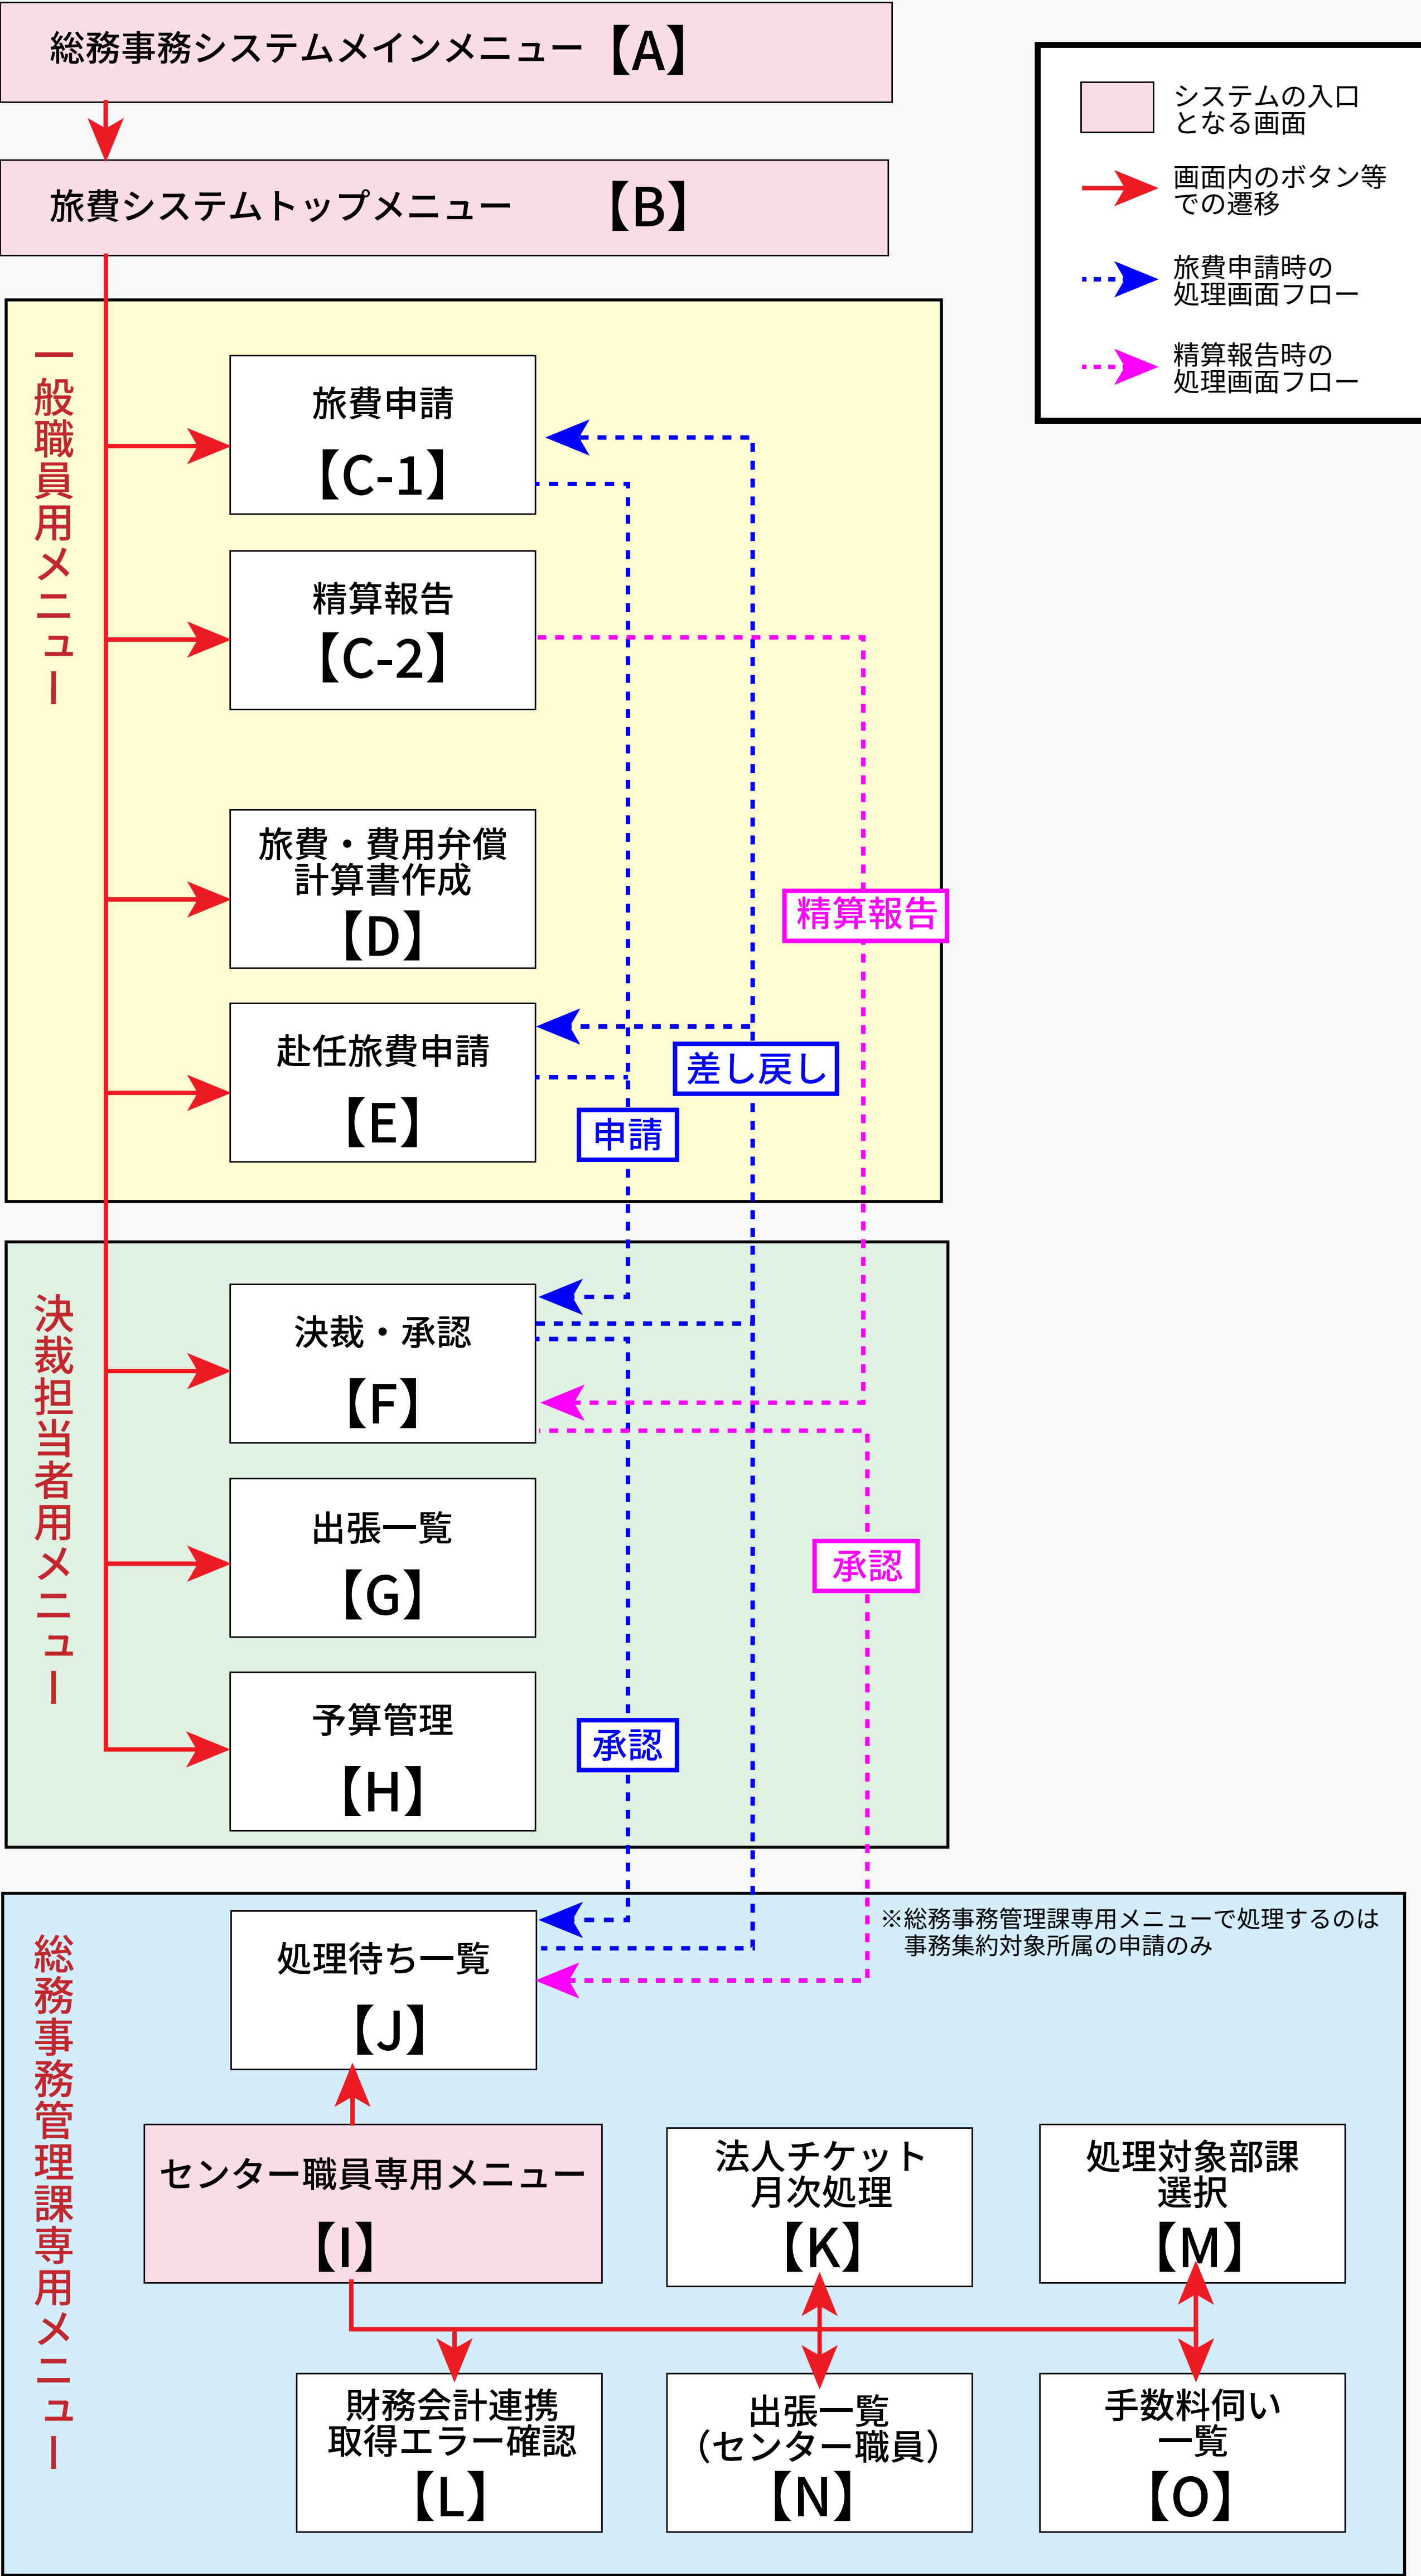 総務事務システムメインメニュー【A】
旅費システムトップメニュー 【B】
システムの入口
となる画面
画面内のボタン等
での遷移
旅費申請時の
処理画面フロー
精算報告時の
処理画面フロー
一般職員用メニュー
旅費申請
【C-1】
精算報告
【C-2】
旅費・費用弁償
計算書作成
【D】
精算報告
赴任旅費申請
【E】
差し戻し
申請
決裁担当者用メニュー
決裁・承認
【F】
出張一覧
【G】
承認
予算管理
【H】
承認
総務事務管理課専用メニュー
※総務事務管理課専用メニューで処理するのは
事務集約対象所属の申請のみ
処理待ち一覧
【J】
センター職員専用メニュー
【I】
法人チケット
月次処理
【K】
処理対象部課
選択
【M】
財務会計連携
取得エラー確認
【L】
出張一覧
（センター職員）
【N】
手数料伺い
一覧
【O】